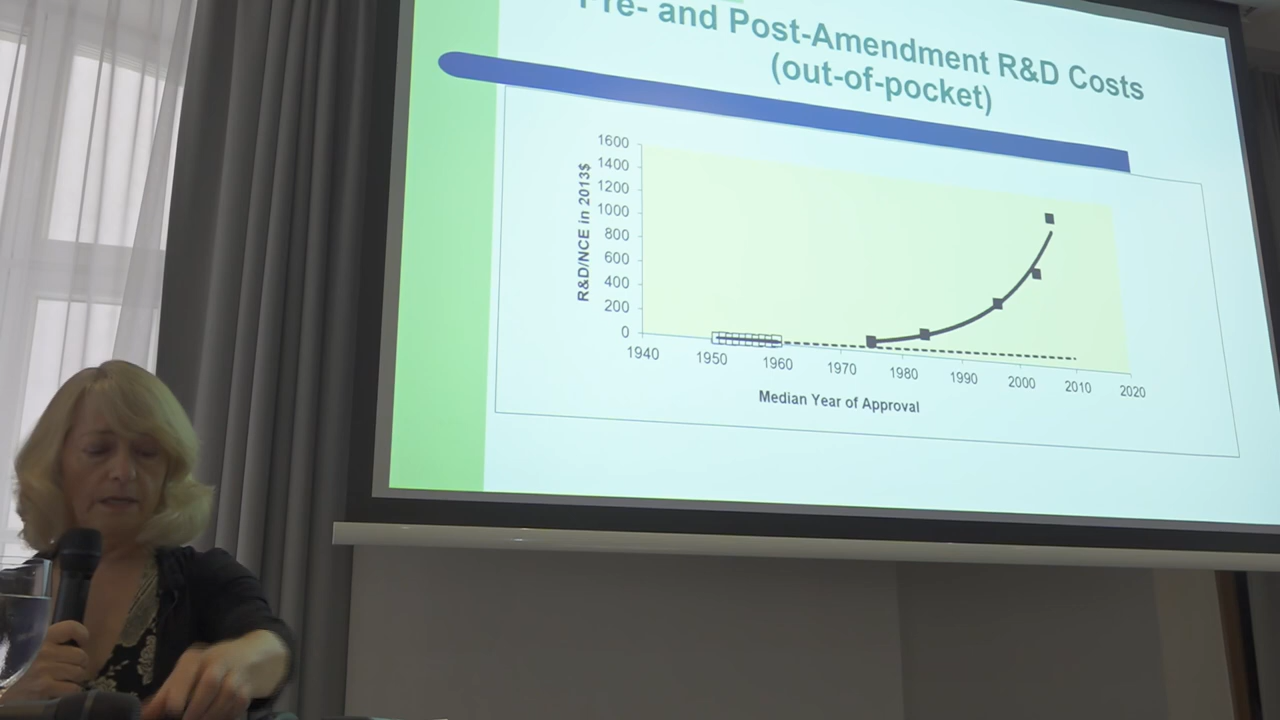 Pre- and Post-Amendment R&D Costs
(out-of-pocket)
R&D/NCE in 2013$
1600
1400
1200
1000
800
600
400
200
0
1940 1950 1960 1970 1980 1990 2000 2010 2020
Median Year of Approval